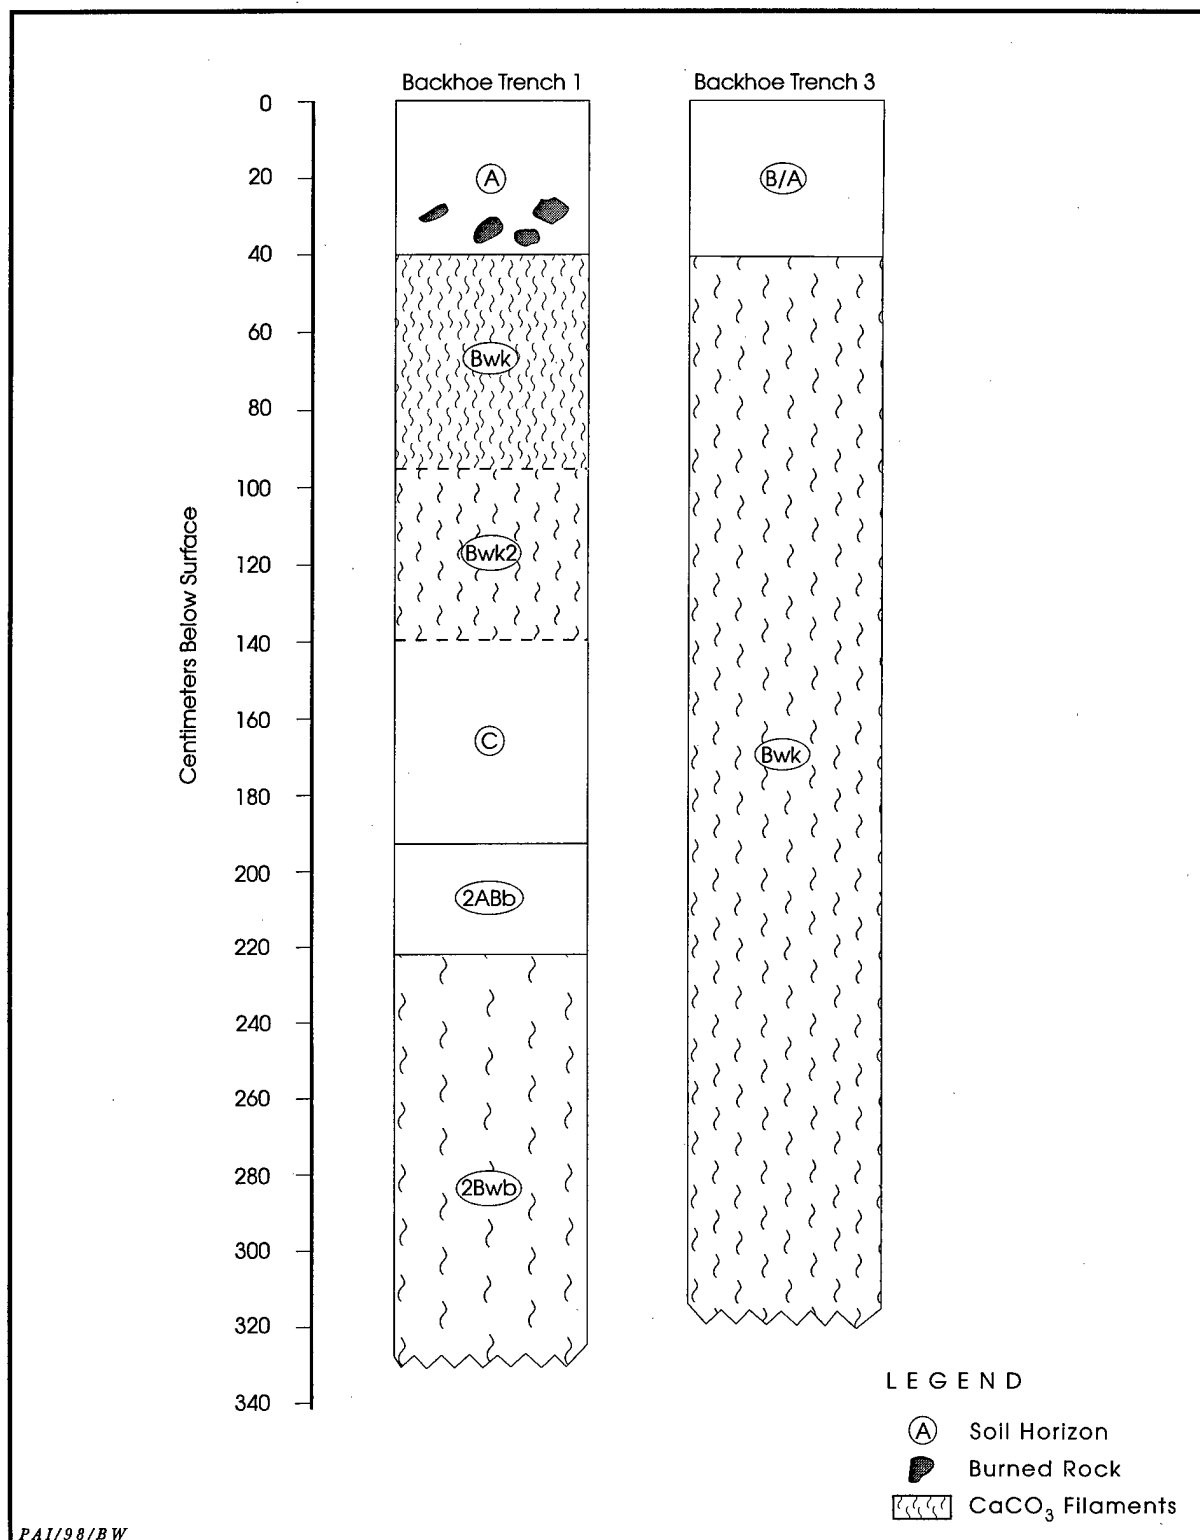 Backhoe Trench 1
Backhoe Trench 3
0
20
40
60
80
100
120
140
160
180
200
220
240
260
280
300
320
340
Centimeters Below Surface
A
Bwk
Bwk2
C
2ABb
2Bwb
B/A
Bwk
LEGEND
A Soil Horizon
Burned Rock
CaCO₃ Filaments
PAI/98/BW